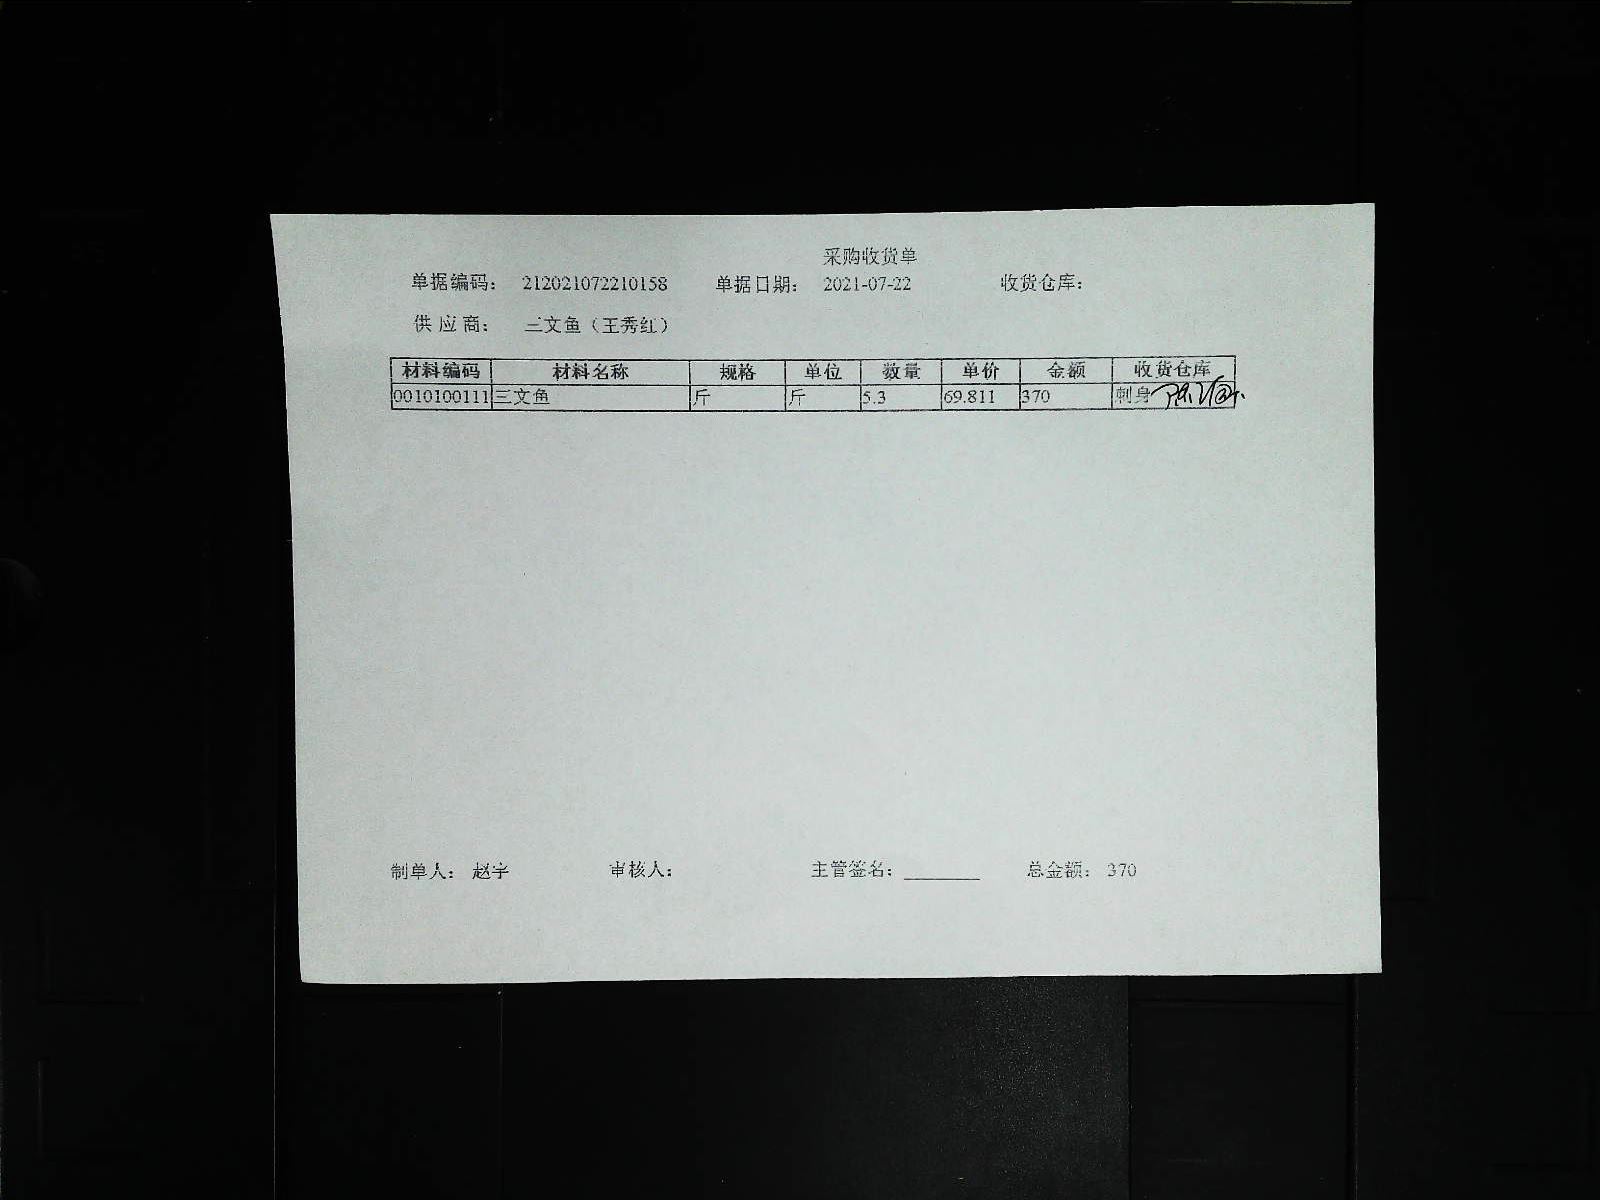 采购收货单
单据编码： 212021072210158 单据日期： 2021-07-22 收货仓库：
供应商： 三文鱼（王秀红）
材料编码 材料名称 规格 单位 数量 单价 金额 收货仓库
0010100111 三文鱼 斤 斤 5.3 69.811 370 刺身
制单人： 赵宇 审核人： 主管签名： ________ 总金额： 370